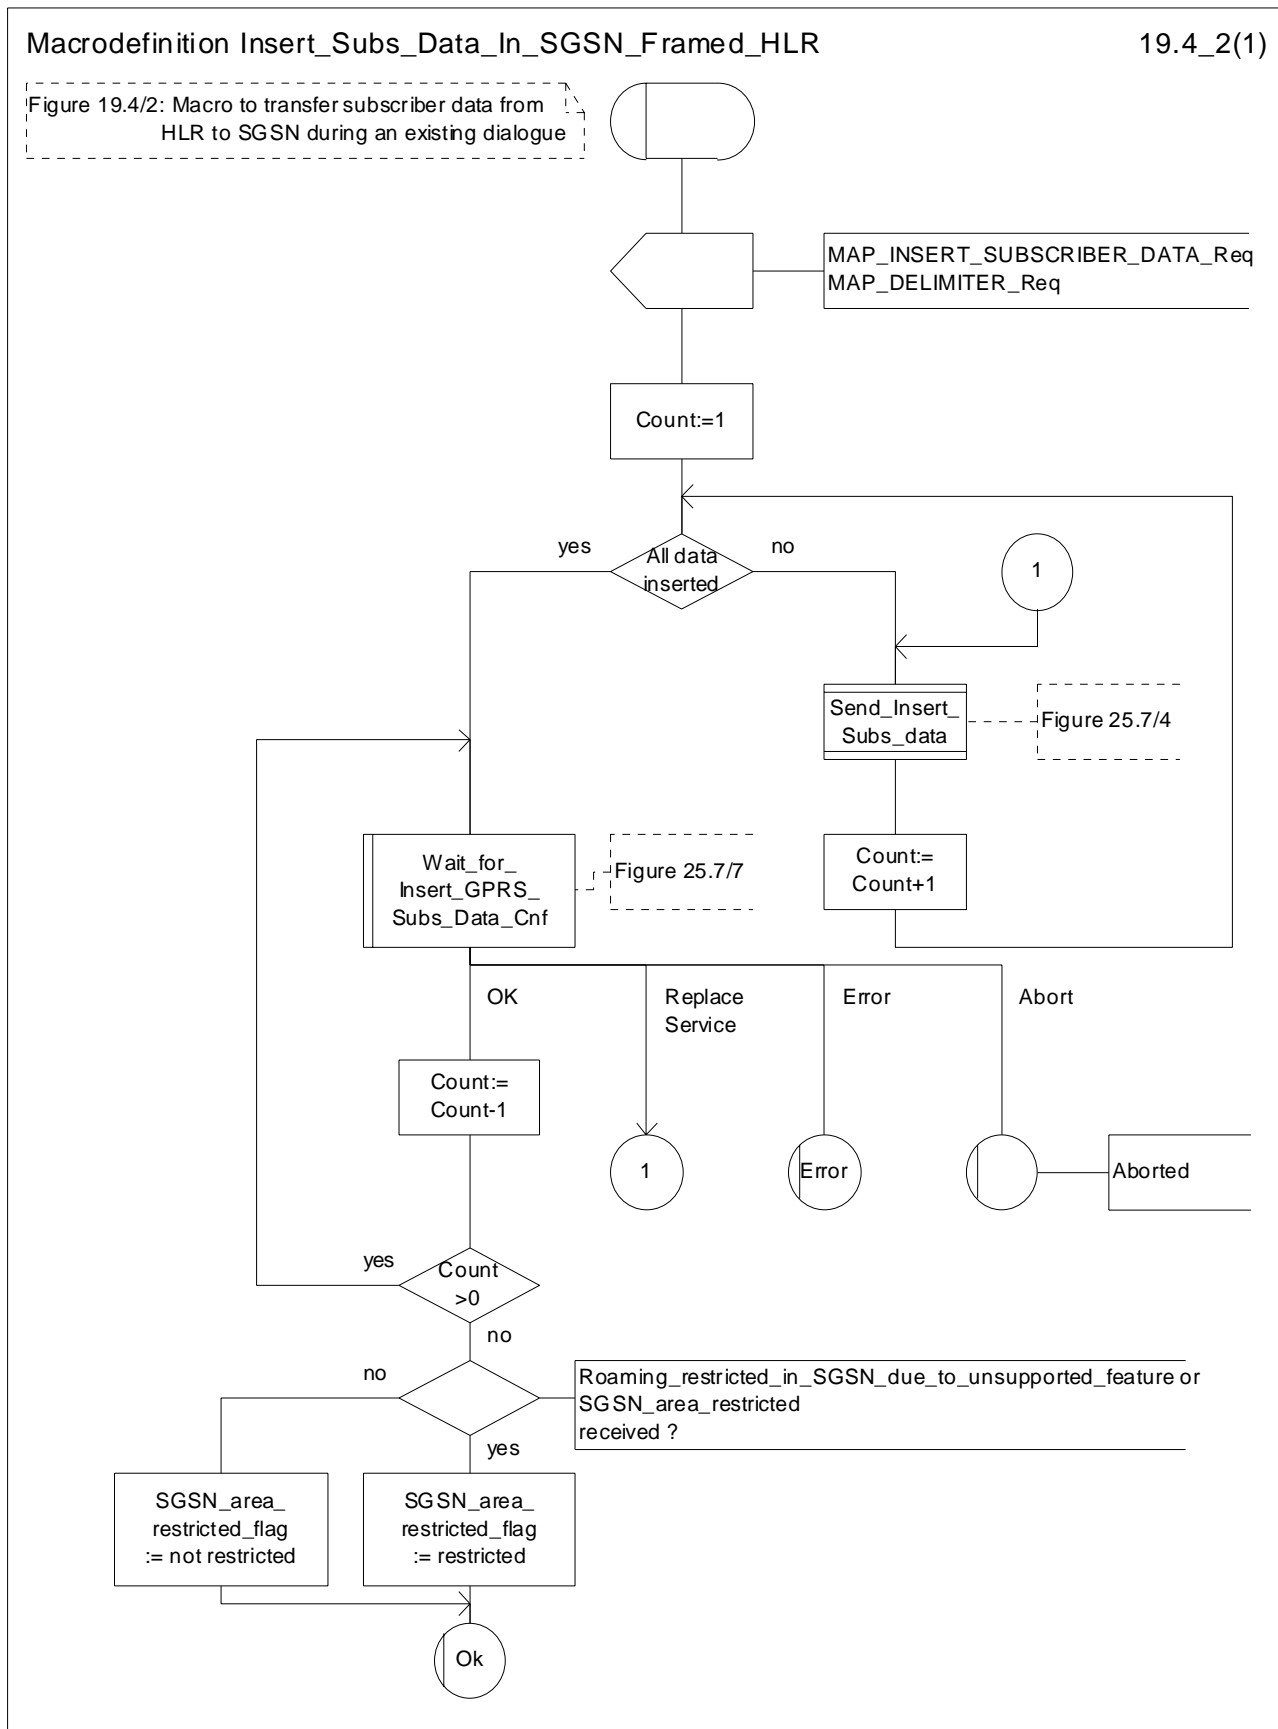 Macrodefinition Insert_Subs_Data_In_SGSN_Framed_HLR
19.4_2(1)
Figure 19.4/2: Macro to transfer subscriber data from
HLR to SGSN during an existing dialogue
MAP_INSERT_SUBSCRIBER_DATA_Req
MAP_DELIMITER_Req
Count:=1
yes
All data
inserted
no
1
Send_Insert_
Subs_data
Figure 25.7/4
Wait_for_
Insert_GPRS_
Subs_Data_Cnf
Figure 25.7/7
Count:=
Count+1
OK
Replace
Service
Error
Abort
Count:=
Count-1
1
Error
Aborted
yes
Count
>0
no
no
Roaming_restricted_in_SGSN_due_to_unsupported_feature or
SGSN_area_restricted
received ?
yes
SGSN_area_
restricted_flag
:= not restricted
SGSN_area_
restricted_flag
:= restricted
Ok